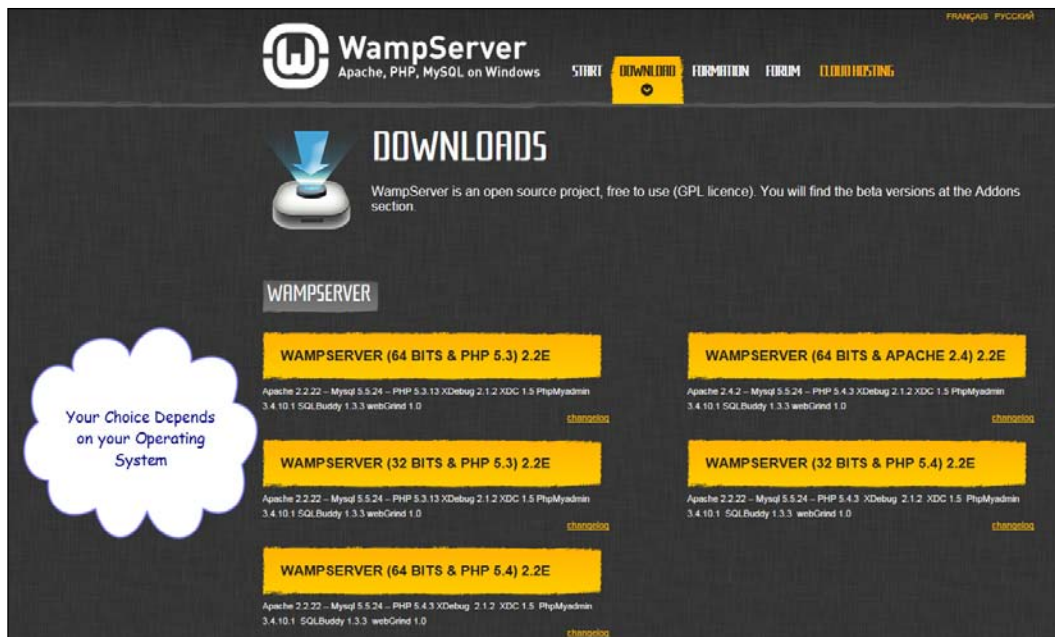 FRANÇAIS РУССКИЙ
WampServer
Apache, PHP, MySQL on Windows
START DOWNLOAD FORMATION FORUM CLOUD HOSTING
DOWNLOADS
WampServer is an open source project, free to use (GPL licence). You will find the beta versions at the Addons
section.
WAMPSERVER
WAMPSERVER (64 BITS & PHP 5.3) 2.2E
Apache 2.2.22 – Mysql 5.5.24 – PHP 5.3.13 XDebug 2.1.2 XDC 1.5 PhpMyadmin
3.4.10.1 SQLBuddy 1.3.3 webGrind 1.0
changelog
WAMPSERVER (64 BITS & APACHE 2.4) 2.2E
Apache 2.4.2 – Mysql 5.5.24 – PHP 5.4.3 XDebug 2.1.2 XDC 1.5 PhpMyadmin
3.4.10.1 SQLBuddy 1.3.3 webGrind 1.0
changelog
Your Choice Depends
on your Operating
System
WAMPSERVER (32 BITS & PHP 5.3) 2.2E
Apache 2.2.22 – Mysql 5.5.24 – PHP 5.3.13 XDebug 2.1.2 XDC 1.5 PhpMyadmin
3.4.10.1 SQLBuddy 1.3.3 webGrind 1.0
changelog
WAMPSERVER (32 BITS & PHP 5.4) 2.2E
Apache 2.2.22 – Mysql 5.5.24 – PHP 5.4.3 XDebug 2.1.2 XDC 1.5 PhpMyadmin
3.4.10.1 SQLBuddy 1.3.3 webGrind 1.0
changelog
WAMPSERVER (64 BITS & PHP 5.4) 2.2E
Apache 2.2.22 – Mysql 5.5.24 – PHP 5.4.3 XDebug 2.1.2 XDC 1.5 PhpMyadmin
3.4.10.1 SQLBuddy 1.3.3 webGrind 1.0
changelog